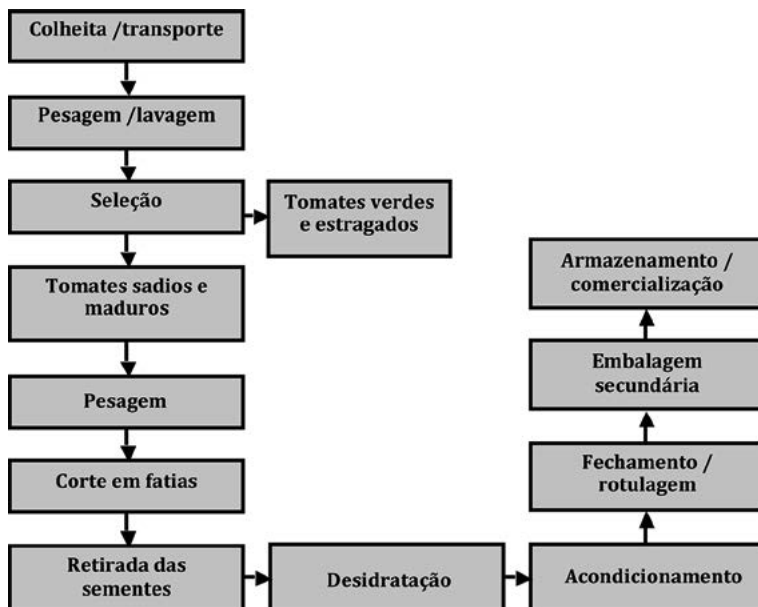 Colheita /transporte
Pesagem /lavagem
Seleção
Tomates verdes
e estragados
Tomates sadios e
maduros
Pesagem
Corte em fatias
Retirada das
sementes
Desidratação
Acondicionamento
Fechamento /
rotulagem
Embalagem
secundária
Armazenamento /
comercialização